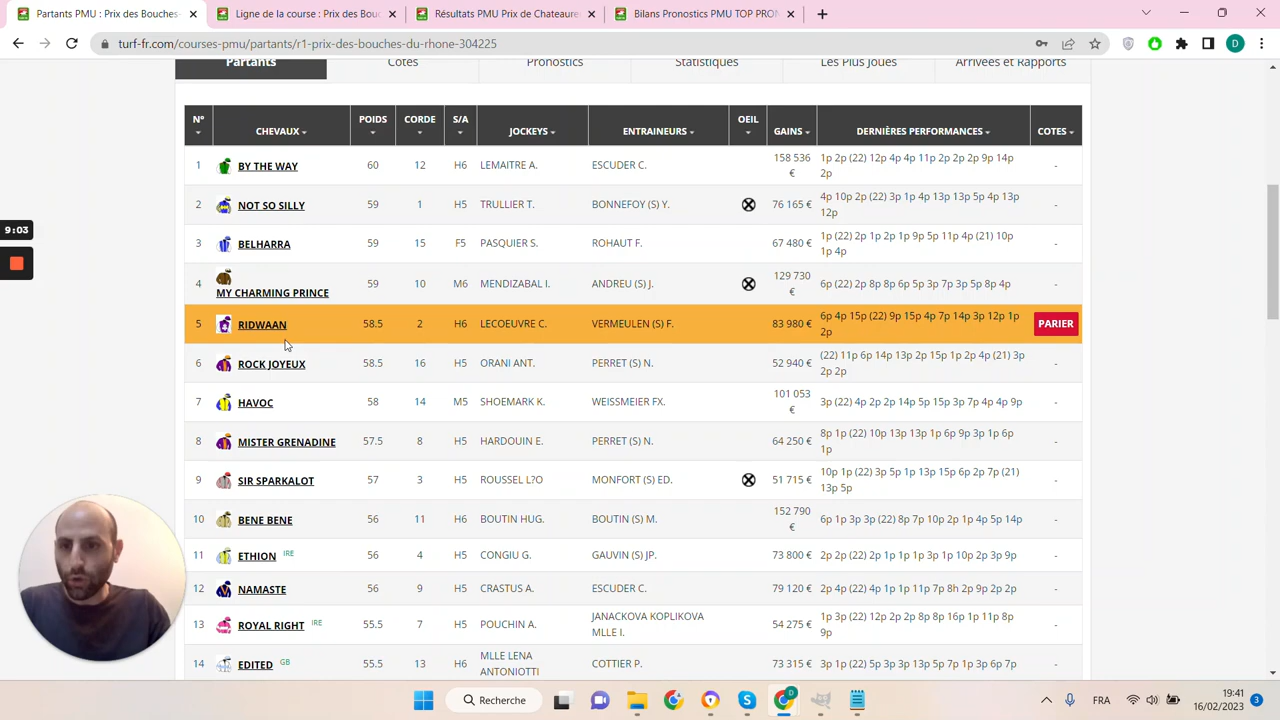 Partants PMU : Prix des Bouches-
Ligne de la course : Prix des Bouc
Résultats PMU Prix de Chateaure
Bilans Pronostics PMU TOP PRON
turf-fr.com/courses-pmu/partants/r1-prix-des-bouches-du-rhone-304225
D
Partants Cotes Pronostics Statistiques Les Plus Joués Arrivées et Rapports
N° CHEVAUX POIDS CORDE S/A JOCKEYS ENTRAINEURS OEIL GAINS DERNIÈRES PERFORMANCES COTES
1 BY THE WAY 60 12 H6 LEMAITRE A. ESCUDER C. 158 536 € 1p 2p (22) 12p 4p 4p 11p 2p 2p 2p 9p 14p 2p -
2 NOT SO SILLY 59 1 H5 TRULLIER T. BONNEFOY (S) Y. 76 165 € 4p 10p 2p (22) 3p 1p 4p 13p 13p 5p 4p 13p 12p -
3 BELHARRA 59 15 F5 PASQUIER S. ROHAUT F. 67 480 € 1p (22) 2p 1p 2p 1p 9p 5p 11p 4p (21) 10p 1p 4p -
4 MY CHARMING PRINCE 59 10 M6 MENDIZABAL I. ANDREU (S) J. 129 730 € 6p (22) 2p 8p 8p 6p 5p 3p 7p 3p 5p 8p 4p -
5 RIDWAAN 58.5 2 H6 LECOEUVRE C. VERMEULEN (S) F. 83 980 € 6p 4p 15p (22) 9p 15p 4p 7p 14p 3p 12p 1p 2p PARIER
6 ROCK JOYEUX 58.5 16 H5 ORANI ANT. PERRET (S) N. 52 940 € (22) 11p 6p 14p 13p 2p 15p 1p 2p 4p (21) 3p 2p 2p -
7 HAVOC 58 14 M5 SHOEMARK K. WEISSMEIER FX. 101 053 € 3p (22) 4p 2p 2p 14p 5p 15p 3p 7p 4p 4p 9p -
8 MISTER GRENADINE 57.5 8 H5 HARDOUIN E. PERRET (S) N. 64 250 € 8p 1p (22) 10p 13p 13p 1p 6p 9p 3p 1p 6p 1p -
9 SIR SPARKALOT 57 3 H5 ROUSSEL L?O MONFORT (S) ED. 51 715 € 10p 1p (22) 3p 5p 1p 13p 15p 6p 2p 7p (21) 13p 5p -
10 BENE BENE 56 11 H6 BOUTIN HUG. BOUTIN (S) M. 152 790 € 6p 1p 3p 3p (22) 8p 7p 10p 2p 1p 4p 5p 14p -
11 ETHION IRE 56 4 H5 CONGIU G. GAUVIN (S) JP. 73 800 € 2p 2p (22) 2p 1p 1p 1p 3p 1p 10p 2p 3p 9p -
12 NAMASTE 56 9 H5 CRASTUS A. ESCUDER C. 79 120 € 2p 4p (22) 4p 1p 1p 11p 7p 8h 2p 9p 2p 2p -
13 ROYAL RIGHT IRE 55.5 7 H5 POUCHIN A. JANACKOVA KOPLIKOVA MLLE I. 54 275 € 1p 3p (22) 12p 2p 2p 8p 8p 16p 1p 11p 8p 9p -
14 EDITED GB 55.5 13 H6 MLLE LENA ANTONIOTTI COTTIER P. 73 315 € 3p 1p (22) 5p 3p 3p 13p 5p 7p 1p 3p 6p 7p -
9:03
Recherche
FRA
19:41
16/02/2023
3